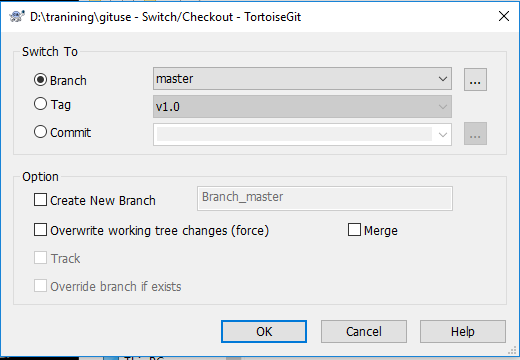 D:\tranining\gituse - Switch/Checkout - TortoiseGit
Switch To
Branch master ...
Tag v1.0
Commit ...
Option
Create New Branch Branch_master
Overwrite working tree changes (force) Merge
Track
Override branch if exists
OK Cancel Help